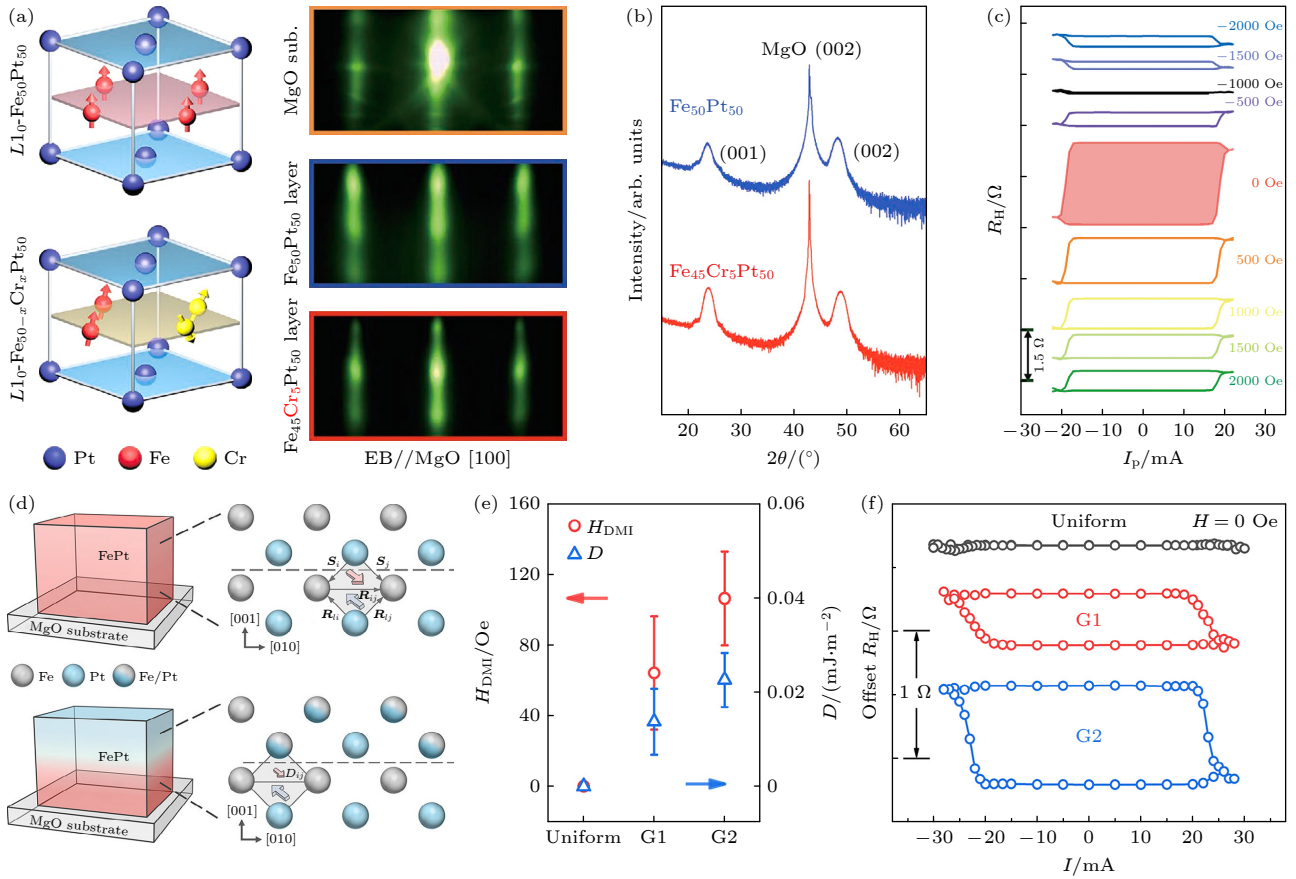 (a)
L1₀-Fe₅₀Pt₅₀
L1₀-Fe₅₀₋ₓCrₓPt₅₀
Pt
Fe
Cr
MgO sub.
Fe₅₀Pt₅₀ layer
Fe₄₅Cr₅Pt₅₀ layer
EB//MgO [100]
(b)
MgO (002)
Fe₅₀Pt₅₀
(001)
(002)
Fe₄₅Cr₅Pt₅₀
Intensity/arb. units
20 30 40 50 60
2θ/(°)
(c)
−2000 Oe
−1500 Oe
−1000 Oe
−500 Oe
0 Oe
500 Oe
1000 Oe
1500 Oe
2000 Oe
1.5 Ω
R_H/Ω
−30 −20 −10 0 10 20 30
I_p/mA
(d)
FePt
MgO substrate
[001]
[010]
S_i
S_j
R_ij
R_li
R_lj
Fe
Pt
Fe/Pt
FePt
MgO substrate
[001]
[010]
D_ij
(e)
H_DMI
D
160
120
80
40
0
H_DMI/Oe
0.06
0.04
0.02
0
D/(mJ·m⁻²)
Uniform G1 G2
(f)
Uniform
H = 0 Oe
G1
1 Ω
G2
Offset R_H/Ω
−30 −20 −10 0 10 20 30
I/mA